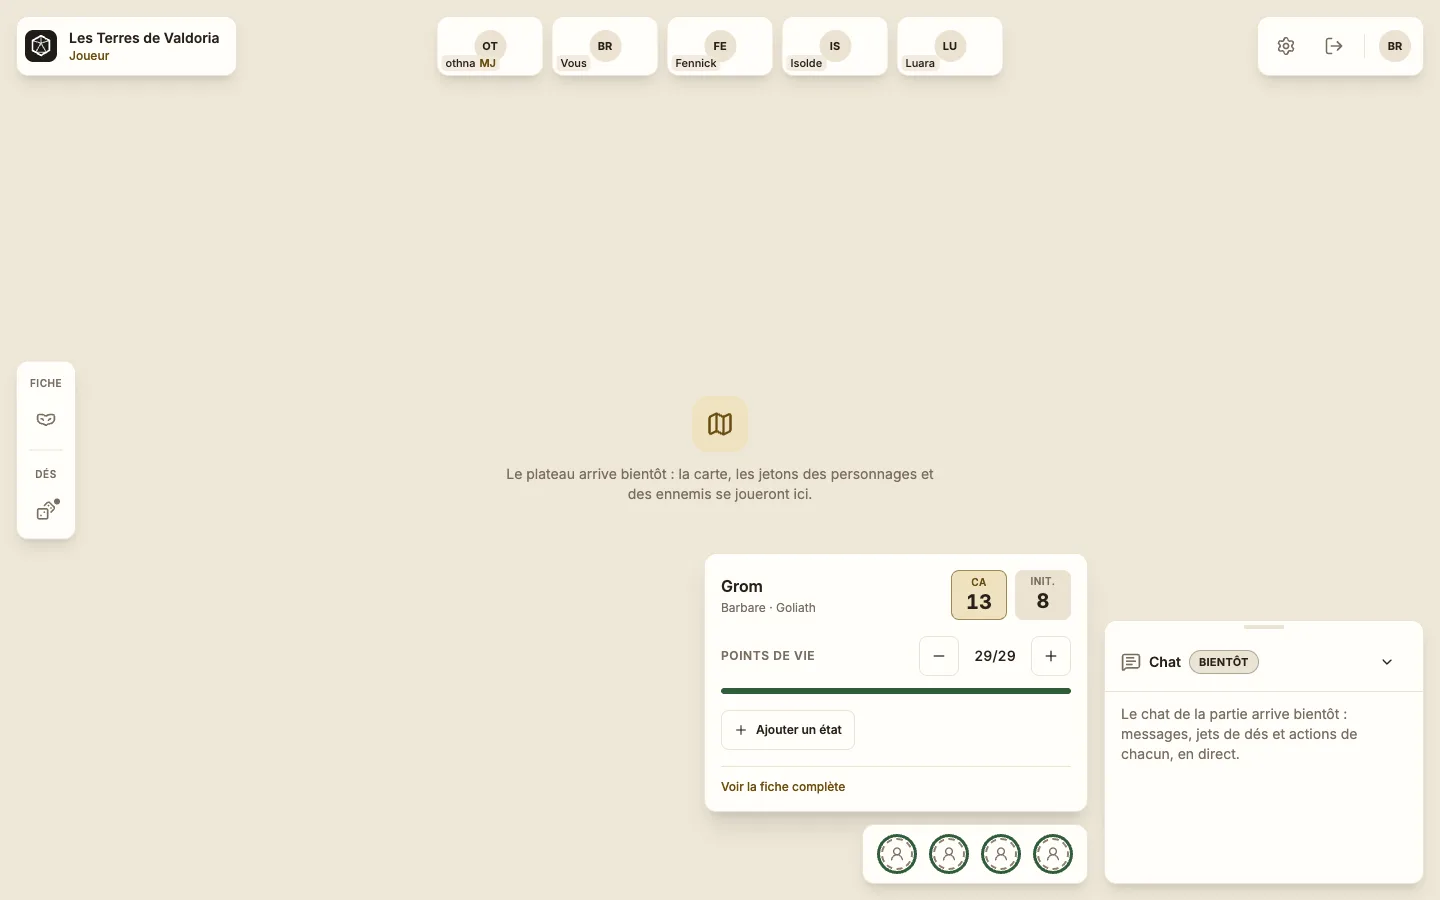 Les Terres de Valdoria
Joueur
OT
othna MJ
BR
Vous
FE
Fennick
IS
Isolde
LU
Luara
BR
FICHE
DÉS
Le plateau arrive bientôt : la carte, les jetons des personnages et
des ennemis se joueront ici.
Grom
Barbare · Goliath
CA
13
INIT.
8
POINTS DE VIE
29/29
Ajouter un état
Voir la fiche complète
Chat
BIENTÔT
Le chat de la partie arrive bientôt :
messages, jets de dés et actions de
chacun, en direct.